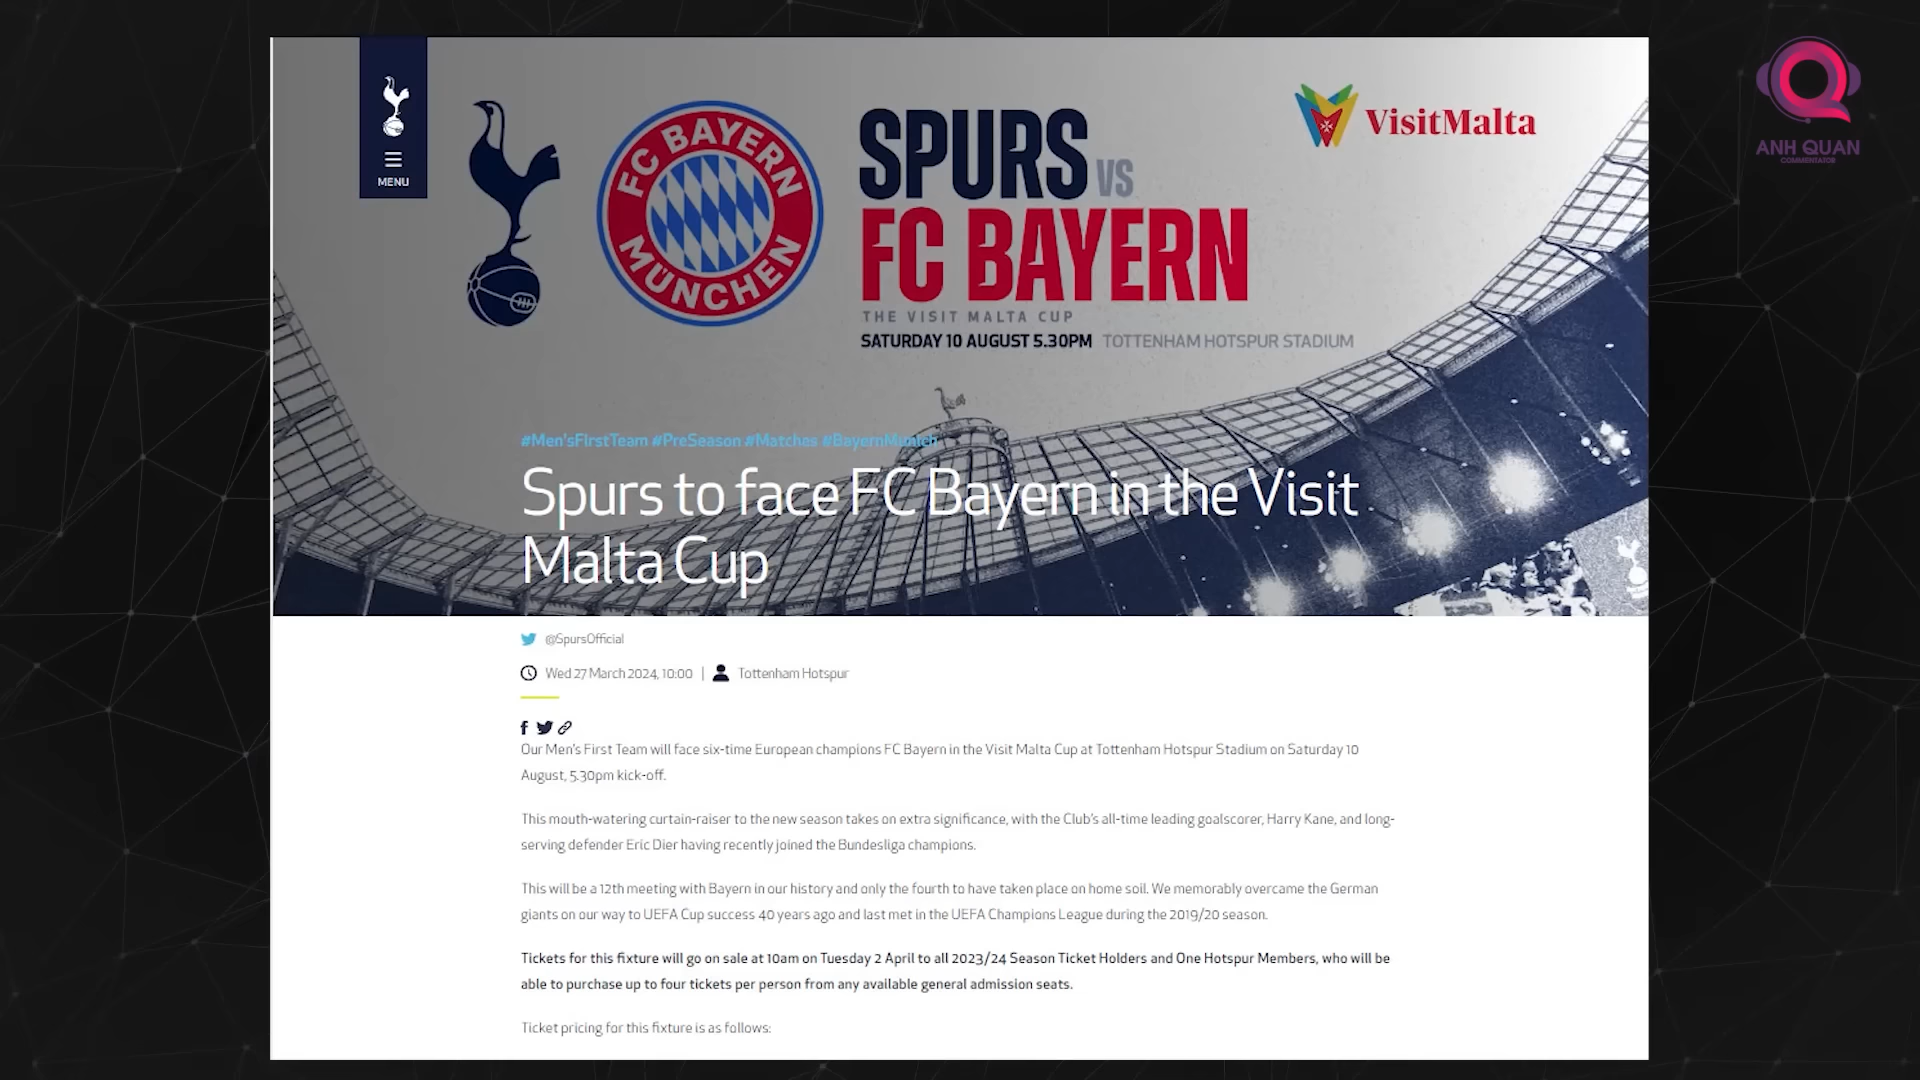 MENU
FC BAYERN
MÜNCHEN
SPURS VS
FC BAYERN
THE VISIT MALTA CUP
SATURDAY 10 AUGUST 5.30PM TOTTENHAM HOTSPUR STADIUM
VisitMalta
ANH QUAN
COMMENTATOR
#Men'sFirstTeam #PreSeason #Matches #BayernMunich
Spurs to face FC Bayern in the Visit
Malta Cup
@SpursOfficial
Wed 27 March 2024, 10:00 | Tottenham Hotspur
Our Men's First Team will face six-time European champions FC Bayern in the Visit Malta Cup at Tottenham Hotspur Stadium on Saturday 10
August, 5.30pm kick-off.
This mouth-watering curtain-raiser to the new season takes on extra significance, with the Club's all-time leading goalscorer, Harry Kane, and long-
serving defender Eric Dier having recently joined the Bundesliga champions.
This will be a 12th meeting with Bayern in our history and only the fourth to have taken place on home soil. We memorably overcame the German
giants on our way to UEFA Cup success 40 years ago and last met in the UEFA Champions League during the 2019/20 season.
Tickets for this fixture will go on sale at 10am on Tuesday 2 April to all 2023/24 Season Ticket Holders and One Hotspur Members, who will be
able to purchase up to four tickets per person from any available general admission seats.
Ticket pricing for this fixture is as follows: